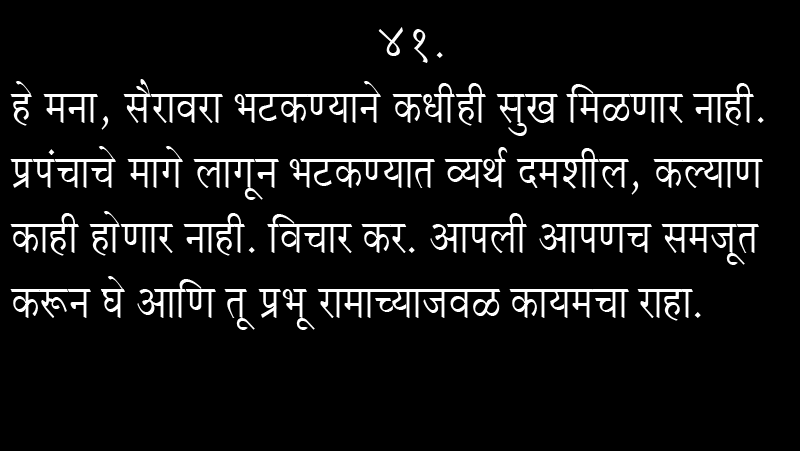 ४१.
हे मना, सैरावरा भटकण्याने कधीही सुख मिळणार नाही.
प्रपंचाचे मागे लागून भटकण्यात व्यर्थ दमशील, कल्याण
काही होणार नाही. विचार कर. आपली आपणच समजूत
करून घे आणि तू प्रभू रामाच्याजवळ कायमचा राहा.